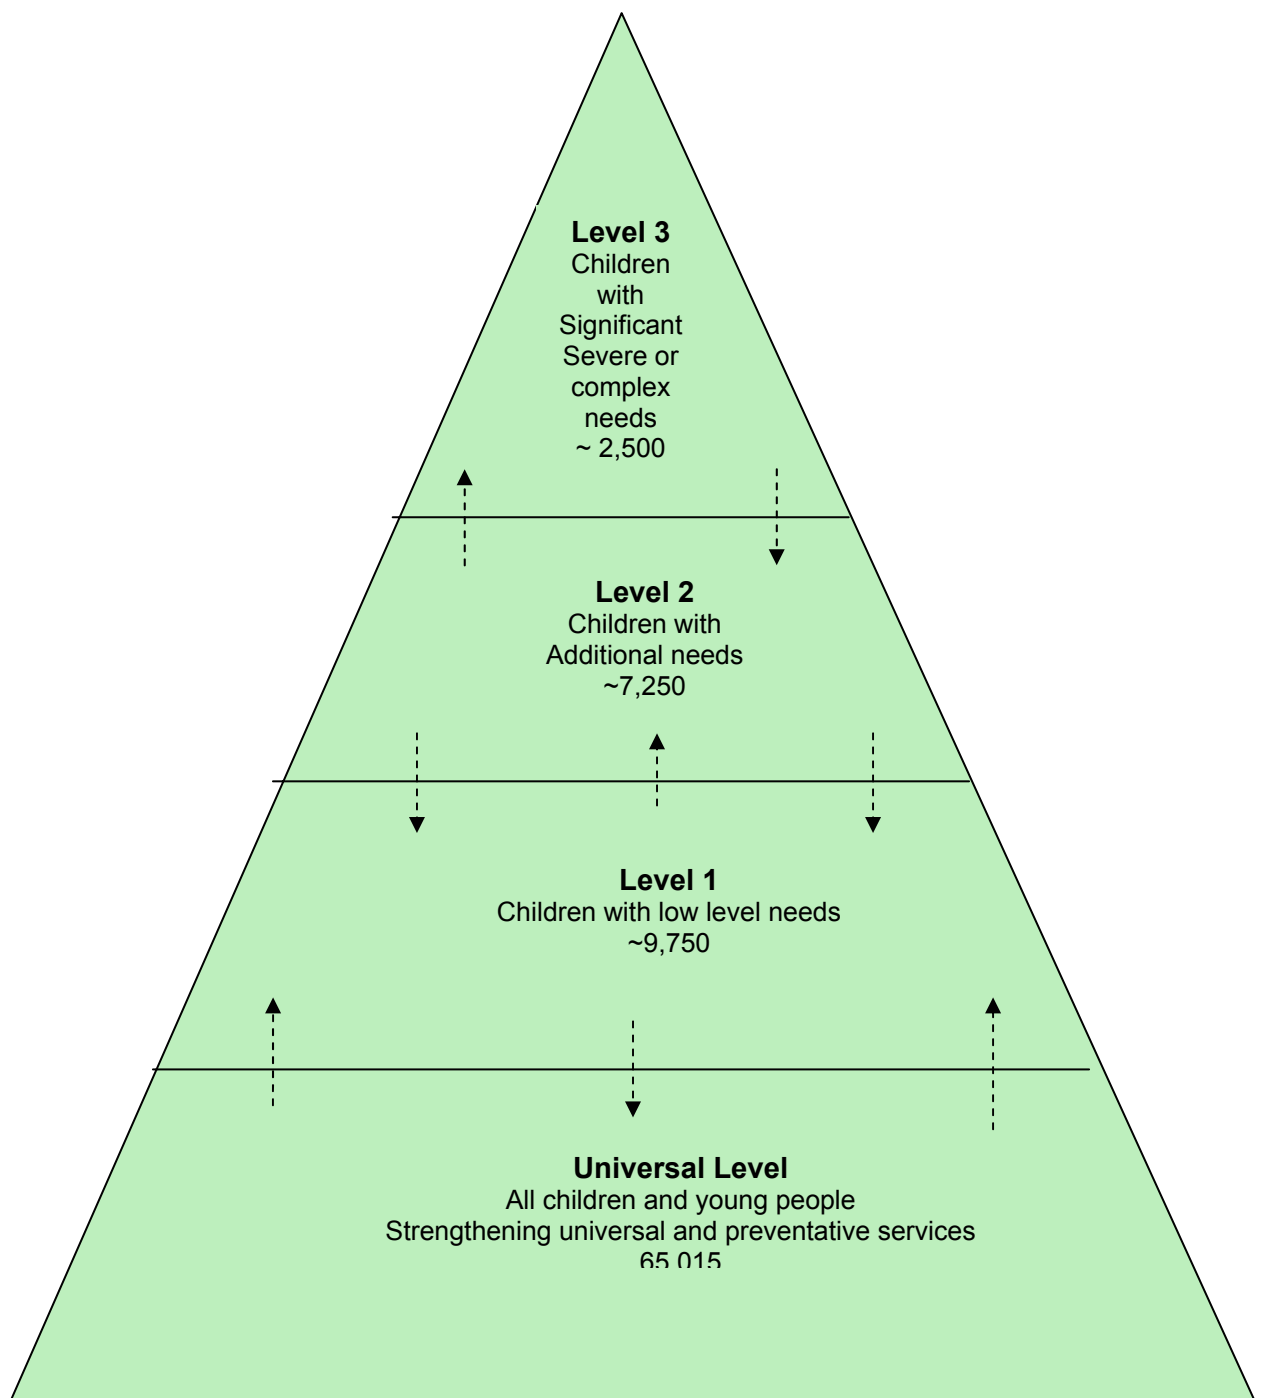 Level 3
Children
with
Significant
Severe or
complex
needs
~ 2,500
Level 2
Children with
Additional needs
~7,250
Level 1
Children with low level needs
~9,750
Universal Level
All children and young people
Strengthening universal and preventative services
65 015